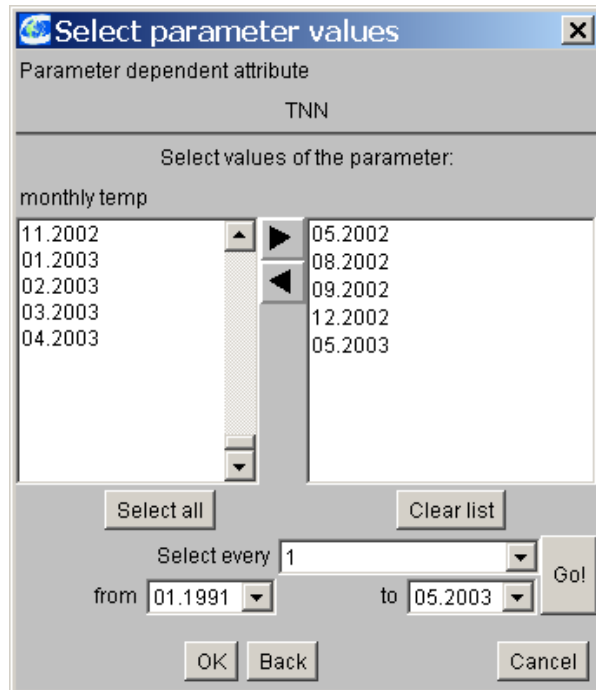 Select parameter values
Parameter dependent attribute
TNN
Select values of the parameter:
monthly temp
11.2002
01.2003
02.2003
03.2003
04.2003
05.2002
08.2002
09.2002
12.2002
05.2003
Select all
Clear list
Select every 1
Go!
from 01.1991 to 05.2003
OK Back Cancel